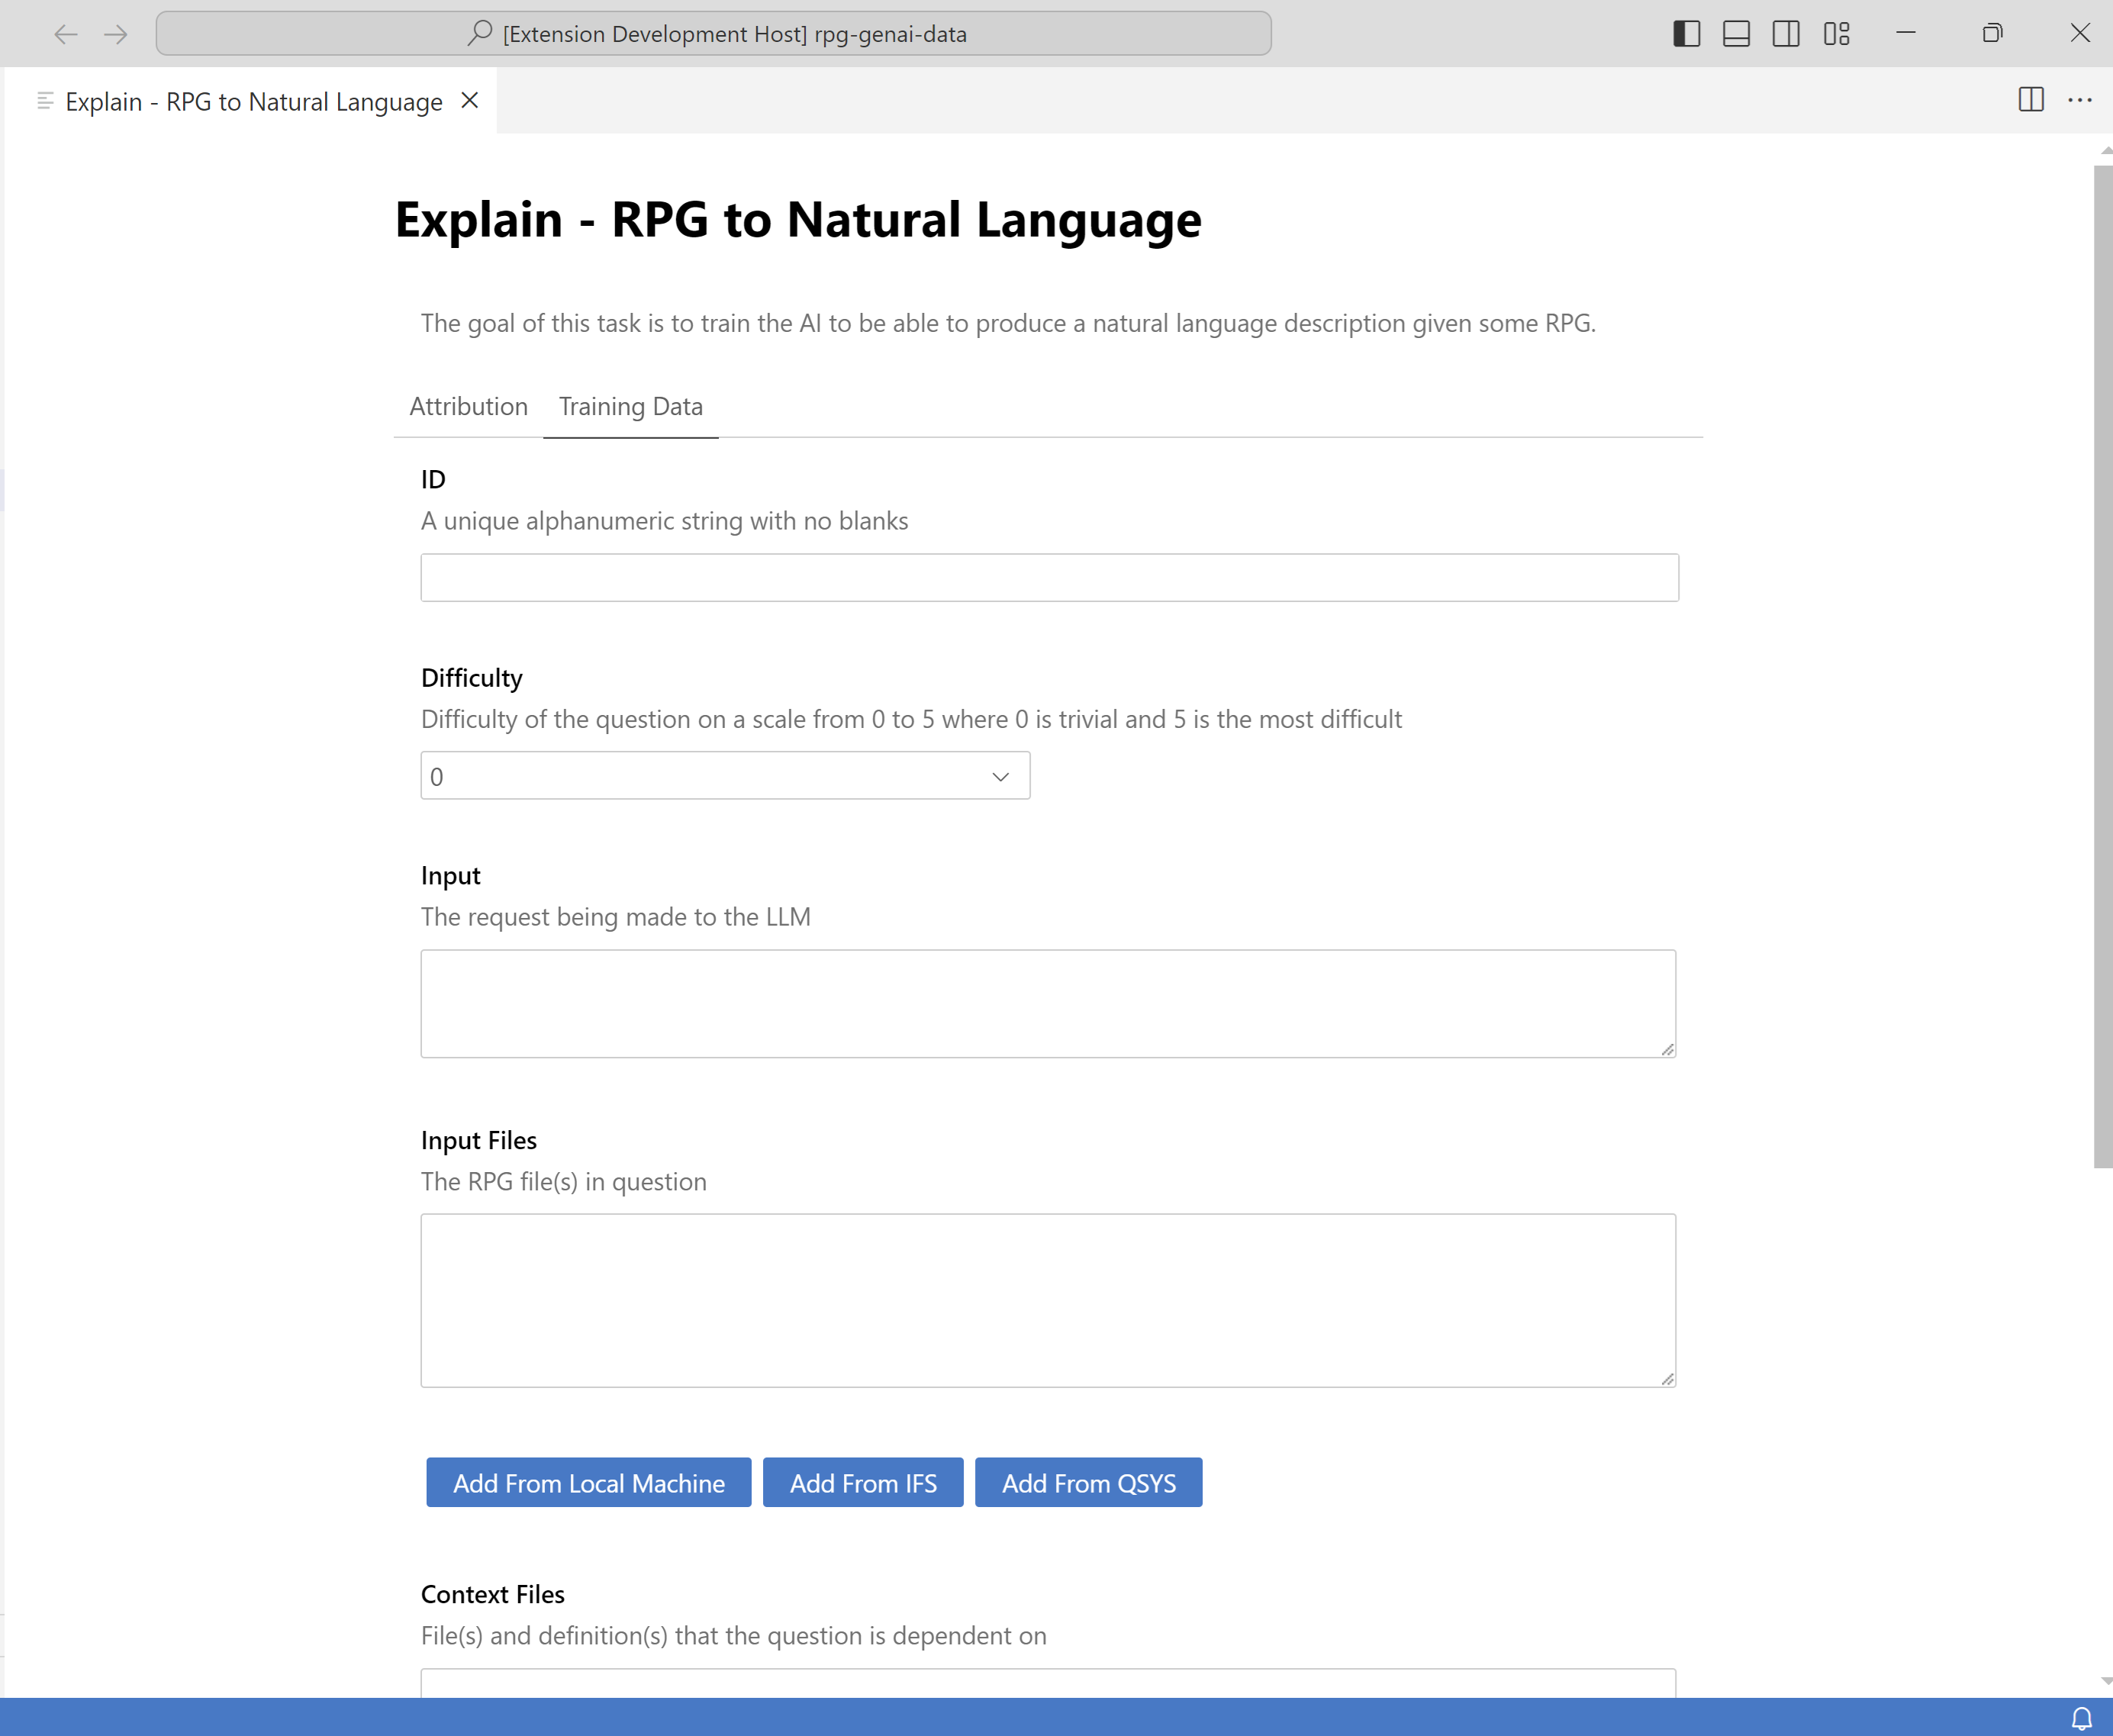 [Extension Development Host] rpg-genai-data
Explain - RPG to Natural Language
Explain - RPG to Natural Language
The goal of this task is to train the AI to be able to produce a natural language description given some RPG.
Attribution Training Data
ID
A unique alphanumeric string with no blanks
Difficulty
Difficulty of the question on a scale from 0 to 5 where 0 is trivial and 5 is the most difficult
0
Input
The request being made to the LLM
Input Files
The RPG file(s) in question
Add From Local Machine Add From IFS Add From QSYS
Context Files
File(s) and definition(s) that the question is dependent on